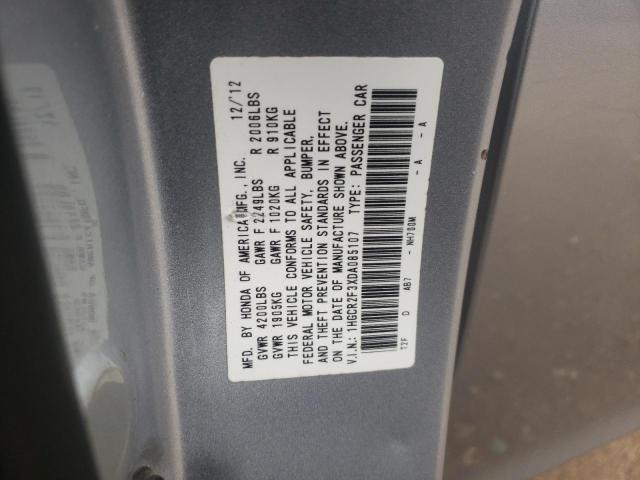 MFD. BY HONDA OF AMERICA MFG., INC. 12/'12
GVWR 4200LBS GAWR F 2249LBS R 2006LBS
GVWR 1905KG GAWR F 1020KG R 910KG
THIS VEHICLE CONFORMS TO ALL APPLICABLE
FEDERAL MOTOR VEHICLE SAFETY, BUMPER,
AND THEFT PREVENTION STANDARDS IN EFFECT
ON THE DATE OF MANUFACTURE SHOWN ABOVE.
V.I.N.: 1HGCR2F3XDA085107 TYPE: PASSENGER CAR
T2F D AB7 - NH700M - A - A